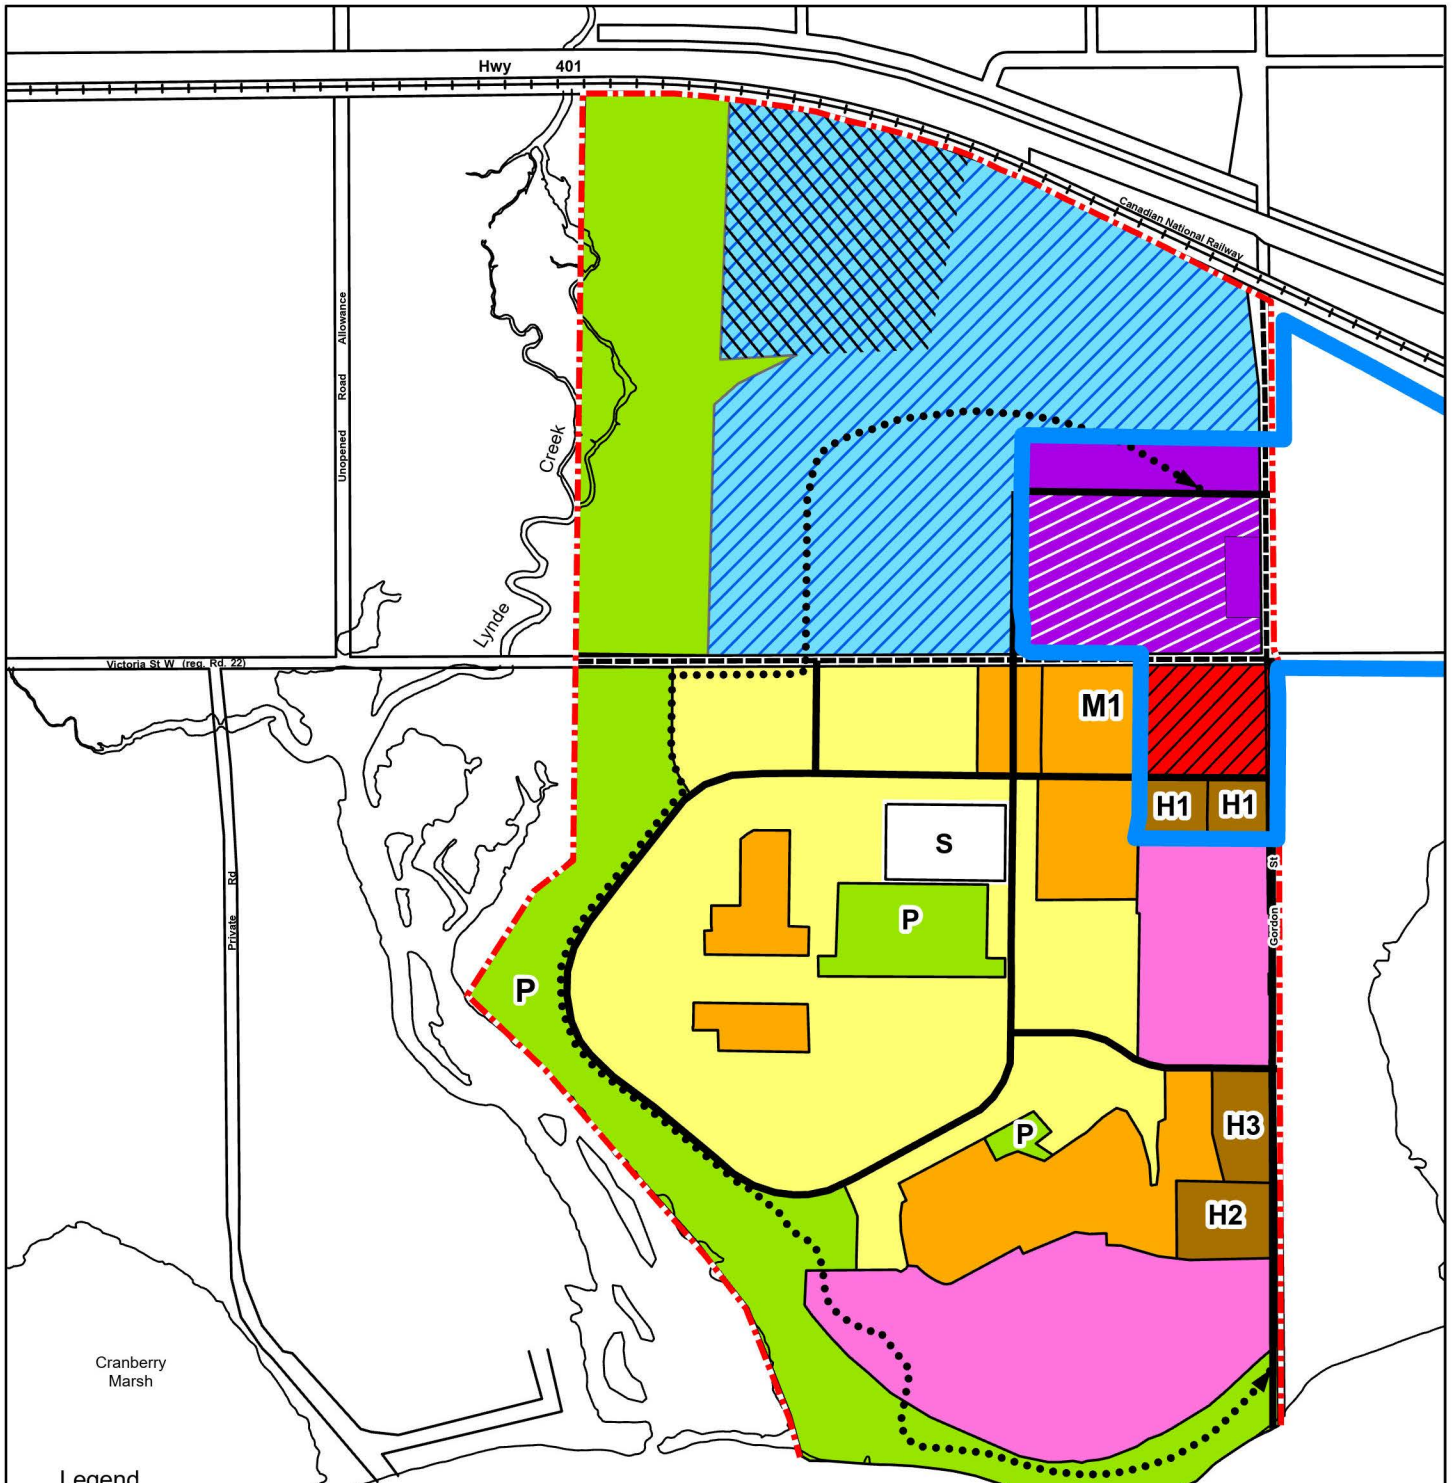 Hwy 401
Canadian National Railway
Unopened Road Allowance
Creek
Lynde
Victoria St W (reg. Rd. 22)
M1
H1
H1
S
St
Private Rd
P
Gordon
P
H3
P
H2
Cranberry
Marsh
Legend